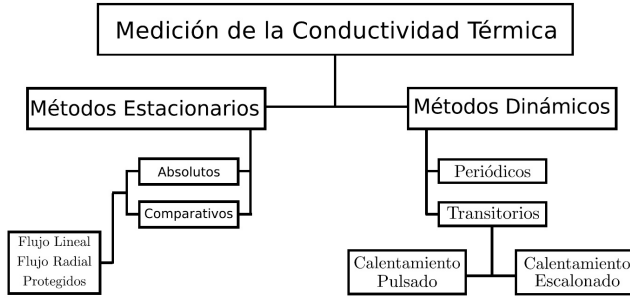 Medición de la Conductividad Térmica
Métodos Estacionarios
Métodos Dinámicos
Absolutos
Comparativos
Flujo Lineal
Flujo Radial
Protegidos
Periódicos
Transitorios
Calentamiento
Pulsado
Calentamiento
Escalonado